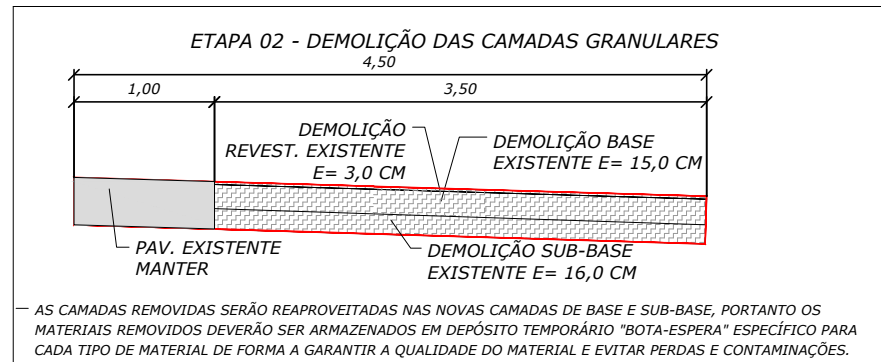 ETAPA 02 - DEMOLIÇÃO DAS CAMADAS GRANULARES
4,50
1,00
3,50
DEMOLIÇÃO
REVEST. EXISTENTE
E= 3,0 CM
DEMOLIÇÃO BASE
EXISTENTE E= 15,0 CM
PAV. EXISTENTE
MANTER
DEMOLIÇÃO SUB-BASE
EXISTENTE E= 16,0 CM
— AS CAMADAS REMOVIDAS SERÃO REAPROVEITADAS NAS NOVAS CAMADAS DE BASE E SUB-BASE, PORTANTO OS
MATERIAIS REMOVIDOS DEVERÃO SER ARMAZENADOS EM DEPÓSITO TEMPORÁRIO "BOTA-ESPERA" ESPECÍFICO PARA
CADA TIPO DE MATERIAL DE FORMA A GARANTIR A QUALIDADE DO MATERIAL E EVITAR PERDAS E CONTAMINAÇÕES.